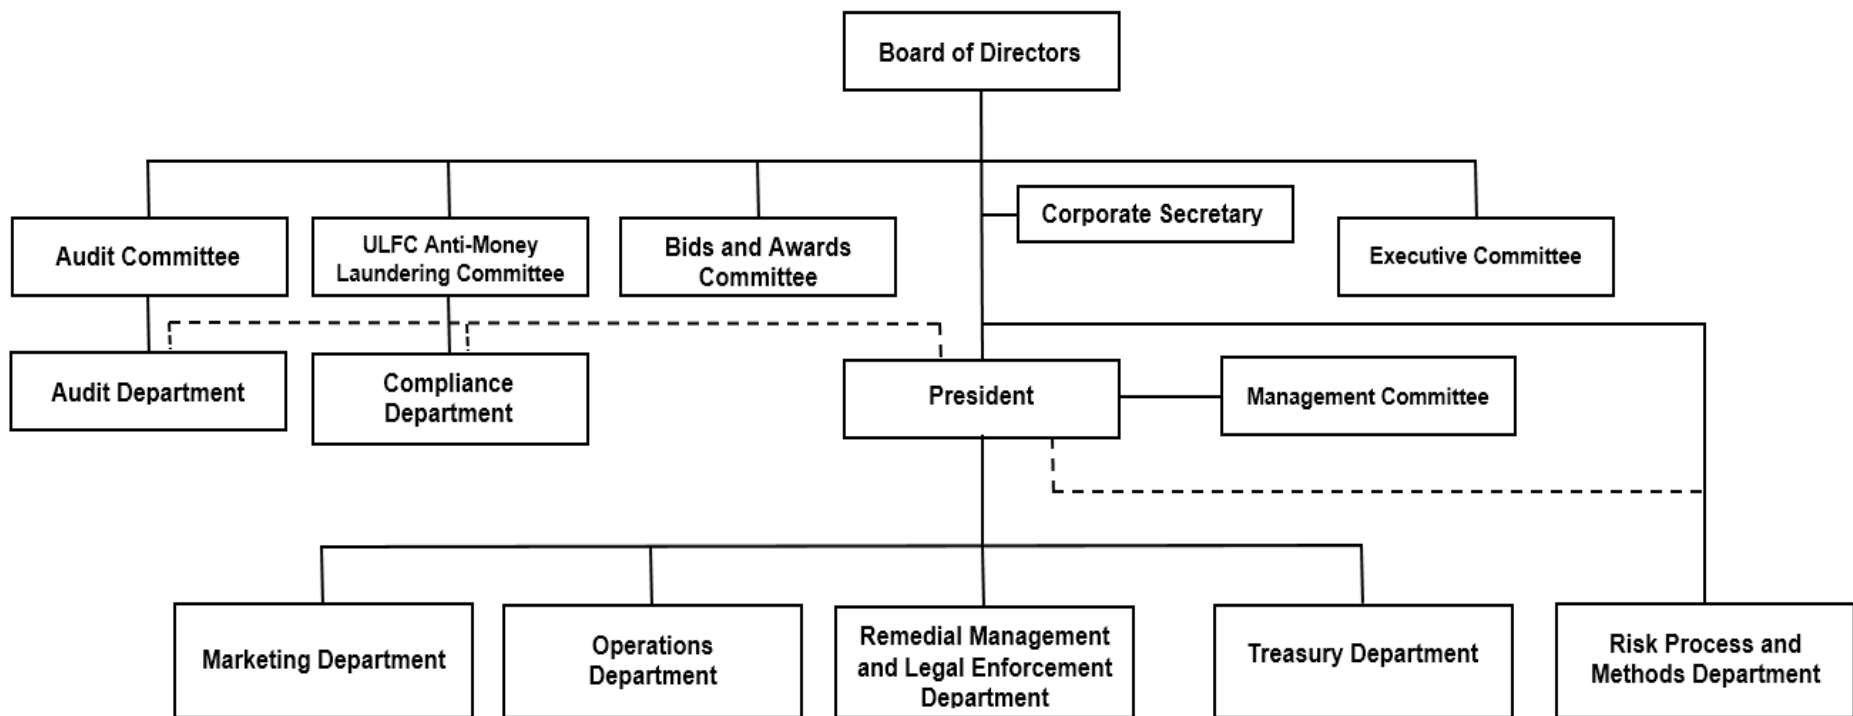 Board of Directors
Corporate Secretary
Audit Committee
ULFC Anti-Money
Laundering Committee
Bids and Awards
Committee
Executive Committee
Audit Department
Compliance
Department
President
Management Committee
Marketing Department
Operations
Department
Remedial Management
and Legal Enforcement
Department
Treasury Department
Risk Process and
Methods Department